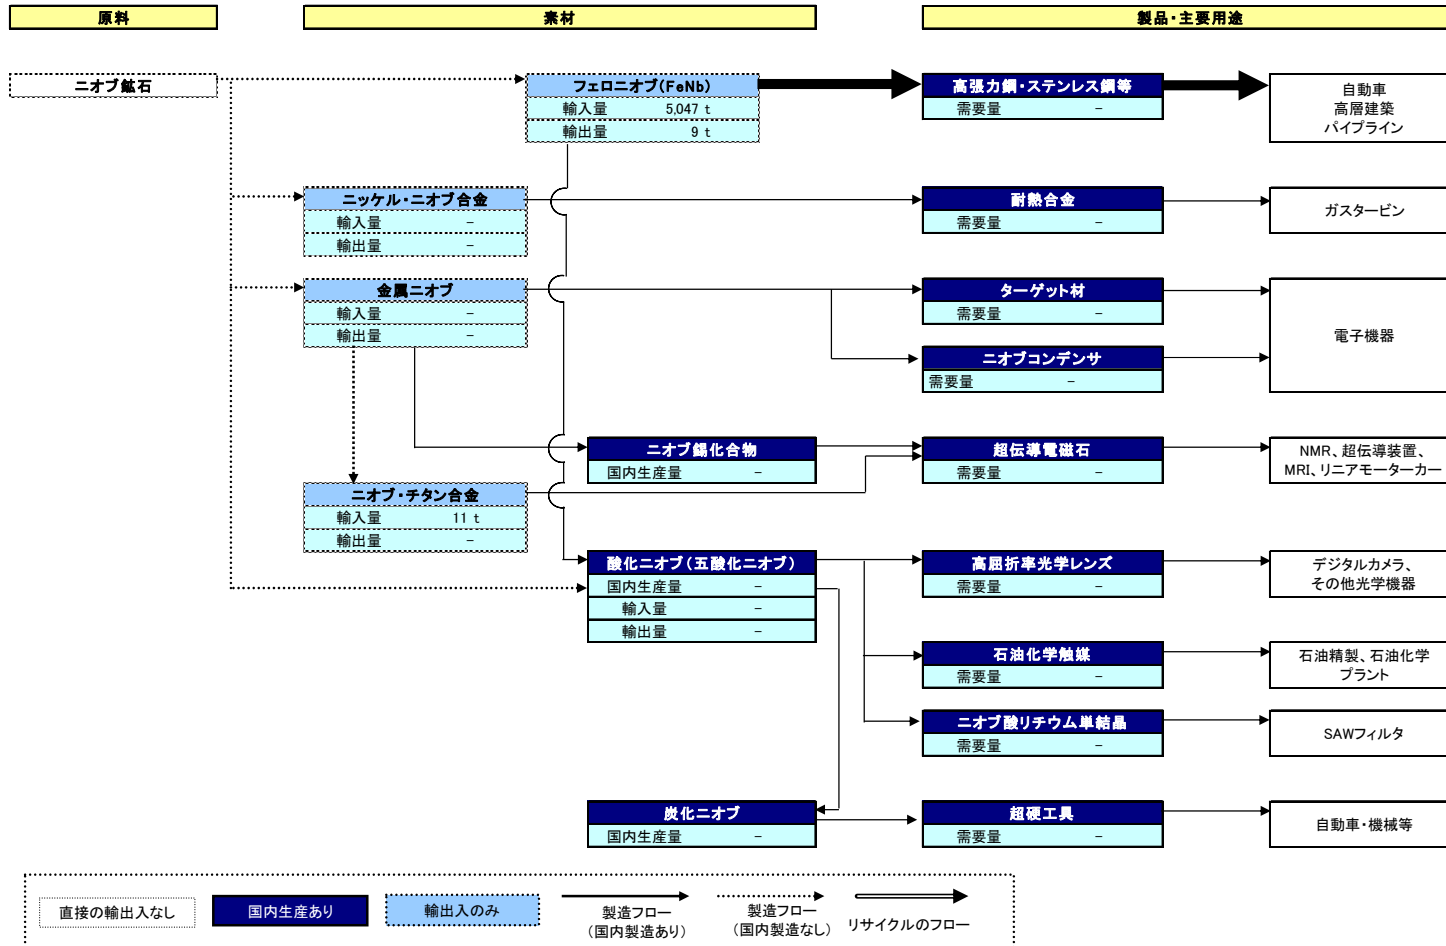 原料
素材
製品・主要用途
ニオブ鉱石
フェロニオブ(FeNb)
輸入量 5,047 t
輸出量 9 t
高張力鋼・ステンレス鋼等
需要量 -
自動車
高層建築
パイプライン
ニッケル・ニオブ合金
輸入量 -
輸出量 -
耐熱合金
需要量 -
ガスタービン
金属ニオブ
輸入量 -
輸出量 -
ターゲット材
需要量 -
ニオブコンデンサ
需要量 -
電子機器
ニオブ錫化合物
国内生産量 -
超伝導電磁石
需要量 -
NMR、超伝導装置、
MRI、リニアモーターカー
ニオブ・チタン合金
輸入量 11 t
輸出量 -
酸化ニオブ(五酸化ニオブ)
国内生産量 -
輸入量 -
輸出量 -
高屈折率光学レンズ
需要量 -
デジタルカメラ、
その他光学機器
石油化学触媒
需要量 -
石油精製、石油化学
プラント
ニオブ酸リチウム単結晶
需要量 -
SAWフィルタ
炭化ニオブ
国内生産量 -
超硬工具
需要量 -
自動車・機械等
直接の輸出入なし
国内生産あり
輸出入のみ
製造フロー
(国内製造あり)
製造フロー
(国内製造なし)
リサイクルのフロー